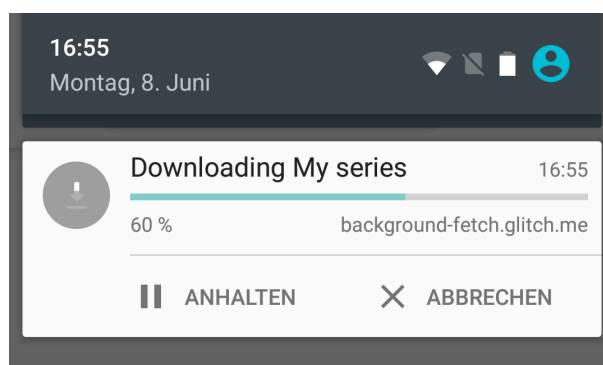 16:55
Montag, 8. Juni
Downloading My series 16:55
60 % background-fetch.glitch.me
ANHALTEN ABBRECHEN